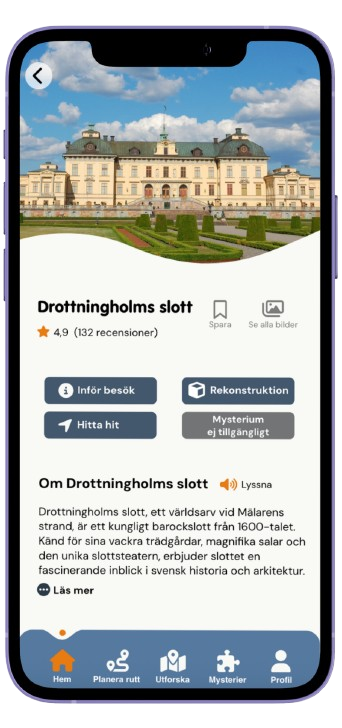 Drottningholms slott
4,9 (132 recensioner)
Spara
Se alla bilder
Inför besök
Rekonstruktion
Hitta hit
Mysterium
ej tillgängligt
Om Drottningholms slott
Lyssna
Drottningholms slott, ett världsarv vid Mälarens
strand, är ett kungligt barockslott från 1600-talet.
Känd för sina vackra trädgårdar, magnifika salar och
den unika slottsteatern, erbjuder slottet en
fascinerande inblick i svensk historia och arkitektur.
Läs mer
Hem
Planera rutt
Utforska
Mysterier
Profil